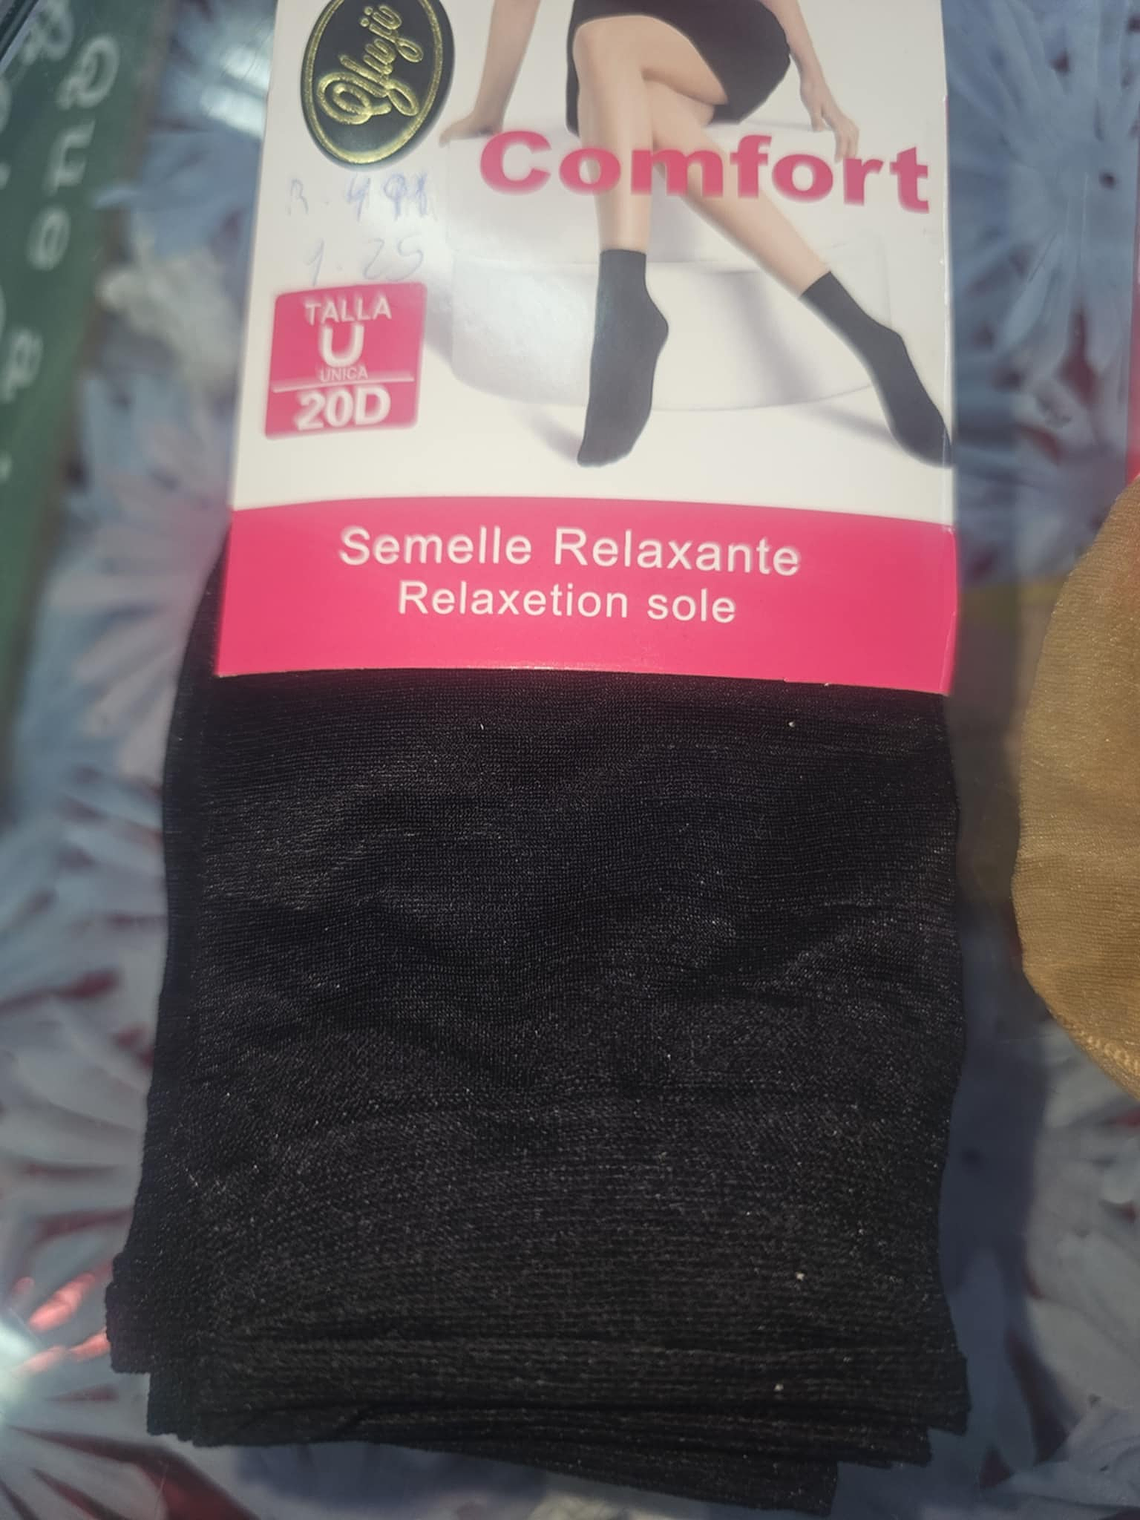 Comfort
1.25
TALLA
U
UNICA
20D
Semelle Relaxante
Relaxetion sole